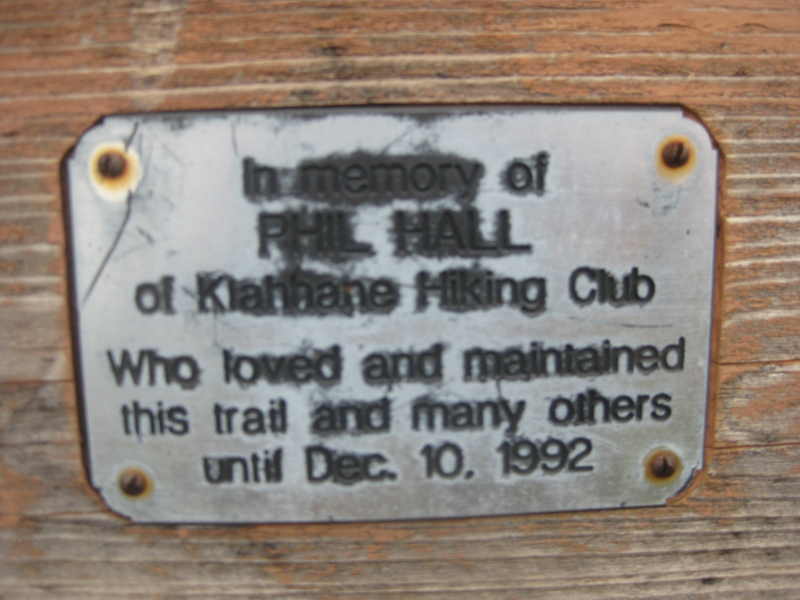 In memory of
PHIL HALL
of Klahhane Hiking Club
Who loved and maintained
this trail and many others
until Dec. 10, 1992